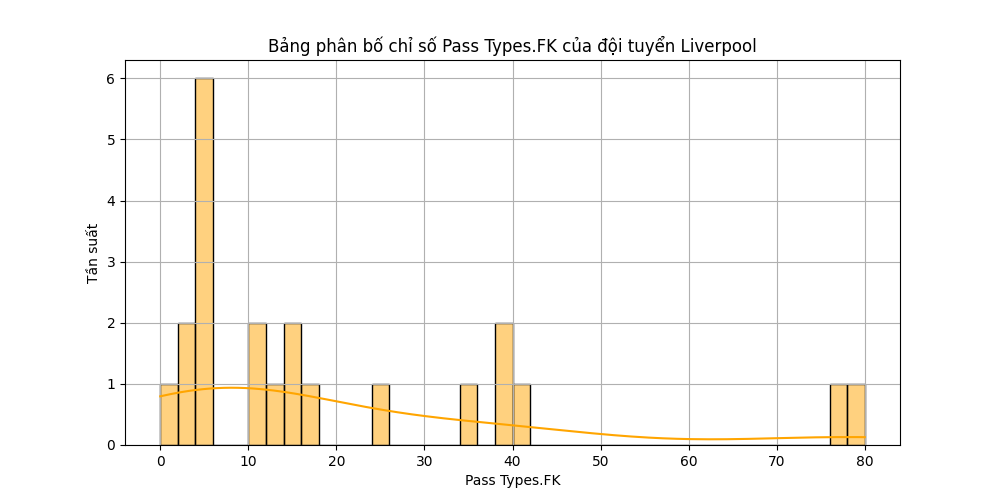 Bảng phân bố chỉ số Pass Types.FK của đội tuyển Liverpool
6
5
4
3
2
1
0
Tần suất
0 10 20 30 40 50 60 70 80
Pass Types.FK